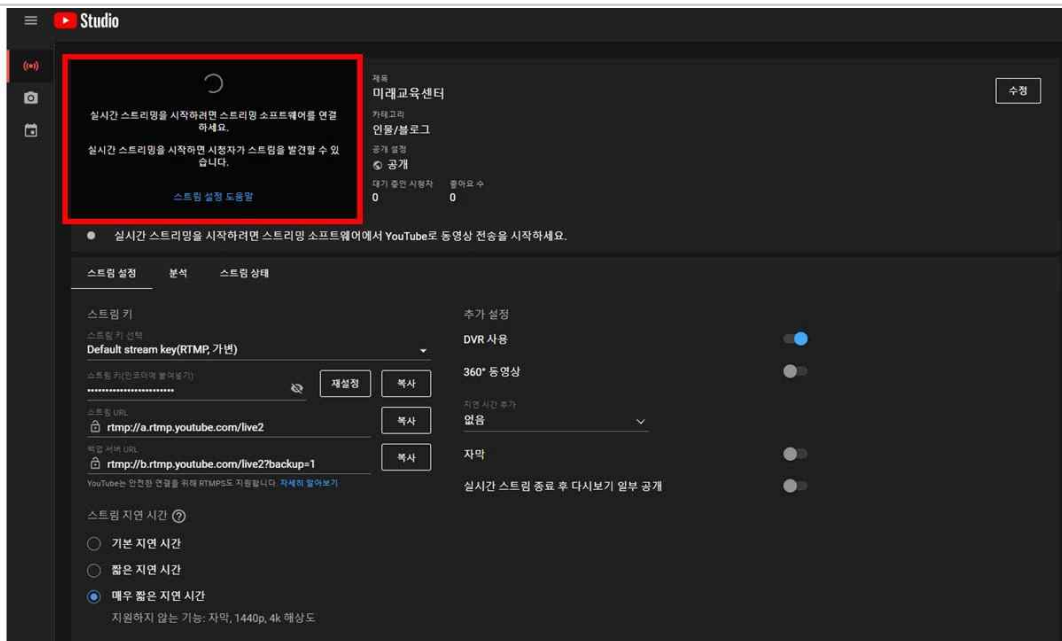 Studio
실시간 스트리밍을 시작하려면 스트리밍 소프트웨어를 연결
하세요.
실시간 스트리밍을 시작하면 시청자가 스트림을 발견할 수 있
습니다.
스트림 설정 도움말
제목
미래교육센터
수정
카테고리
인물/블로그
공개 설정
공개
대기 중인 시청자 좋아요 수
0 0
실시간 스트리밍을 시작하려면 스트리밍 소프트웨어에서 YouTube로 동영상 전송을 시작하세요.
스트림 설정 분석 스트림 상태
스트림 키
스트림 키 선택
Default stream key(RTMP, 가변)
스트림 키(인코더에 붙여넣기)
••••••••••••••••••••••••
재설정 복사
스트림 URL
rtmp://a.rtmp.youtube.com/live2
복사
백업 서버 URL
rtmp://b.rtmp.youtube.com/live2?backup=1
복사
YouTube는 안전한 연결을 위해 RTMPS도 지원합니다. 자세히 알아보기
스트림 지연 시간
기본 지연 시간
짧은 지연 시간
매우 짧은 지연 시간
지원하지 않는 기능: 자막, 1440p, 4k 해상도
추가 설정
DVR 사용
360° 동영상
지연 시간 추가
없음
자막
실시간 스트림 종료 후 다시보기 일부 공개